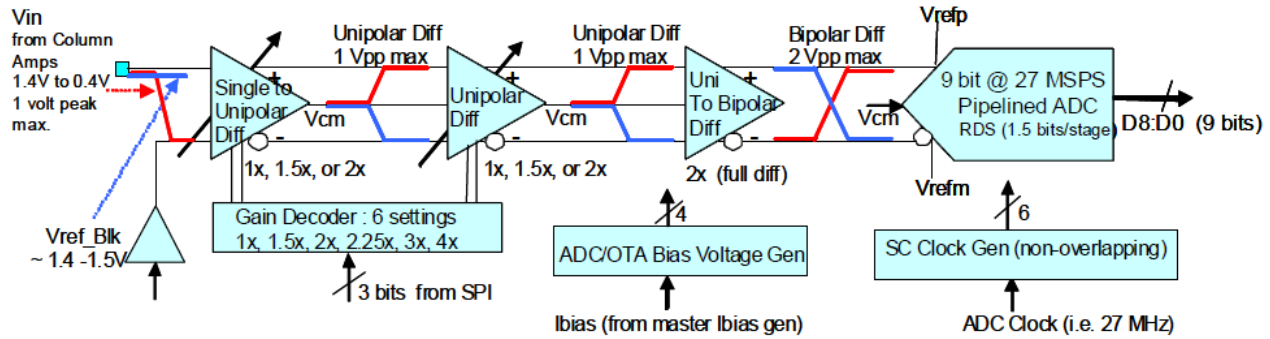 Vin
from Column
Amps
1.4V to 0.4V
1 volt peak
max.
Vref_Blk
~ 1.4 -1.5V
Single to
Unipolar
Diff
+
-
1x, 1.5x, or 2x
Unipolar Diff
1 Vpp max
Vcm
Unipolar
Diff
+
-
1x, 1.5x, or 2x
Unipolar Diff
1 Vpp max
Vcm
Uni
To Bipolar
Diff
+
-
2x (full diff)
Bipolar Diff
2 Vpp max
Vcm
Vrefp
9 bit @ 27 MSPS
Pipelined ADC
RDS (1.5 bits/stage)
Vrefm
D8:D0 (9 bits)
Gain Decoder : 6 settings
1x, 1.5x, 2x, 2.25x, 3x, 4x
3 bits from SPI
4
ADC/OTA Bias Voltage Gen
Ibias (from master Ibias gen)
6
SC Clock Gen (non-overlapping)
ADC Clock (i.e. 27 MHz)